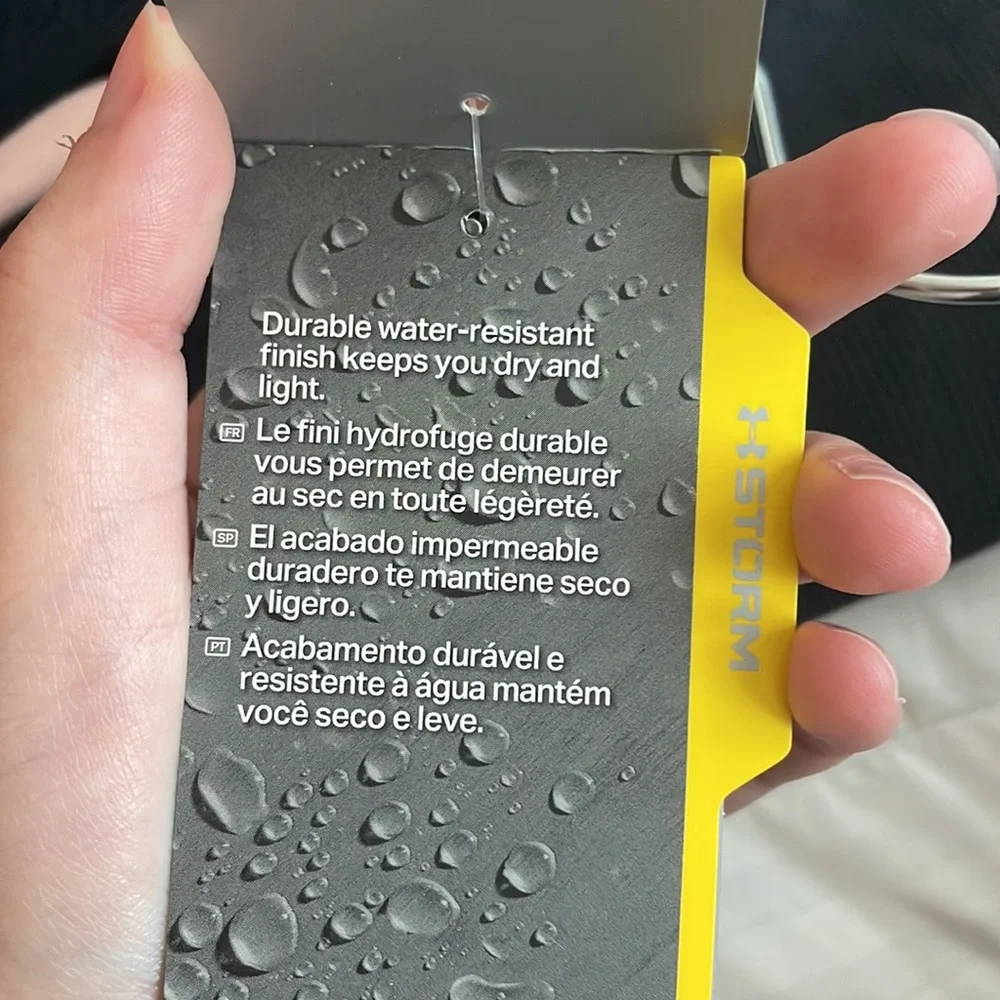 Durable water-resistant
finish keeps you dry and
light.
FR Le fini hydrofuge durable
vous permet de demeurer
au sec en toute légèreté.
SP El acabado impermeable
duradero te mantiene seco
y ligero.
PT Acabamento durável e
resistente à água mantém
você seco e leve.
STORM